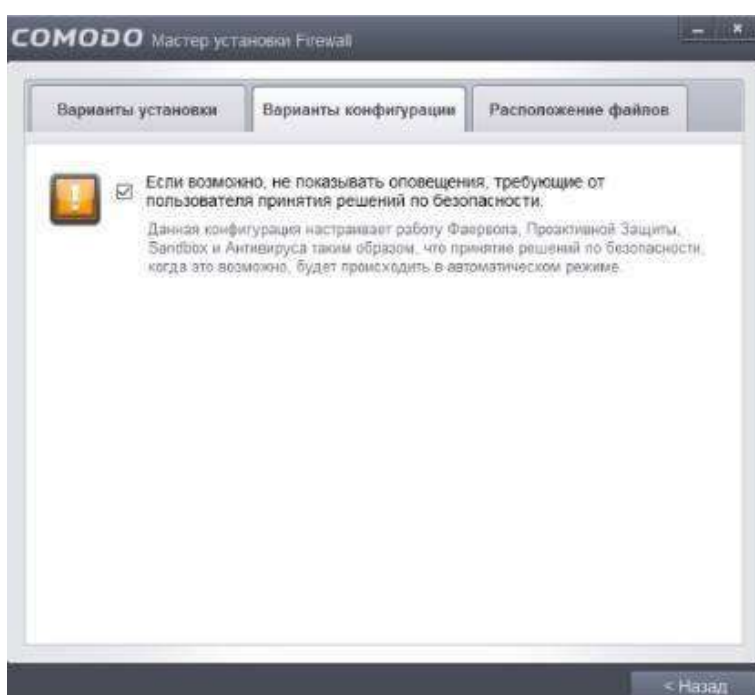 COMODO Мастер установки Firewall
Варианты установки
Варианты конфигурации
Расположение файлов
Если возможно, не показывать оповещения, требующие от
пользователя принятия решений по безопасности.
Данная конфигурация настраивает работу Фаервола, Проактивной Защиты,
Sandbox и Антивируса таким образом, что принятие решений по безопасности,
когда это возможно, будет происходить в автоматическом режиме.
< Назад